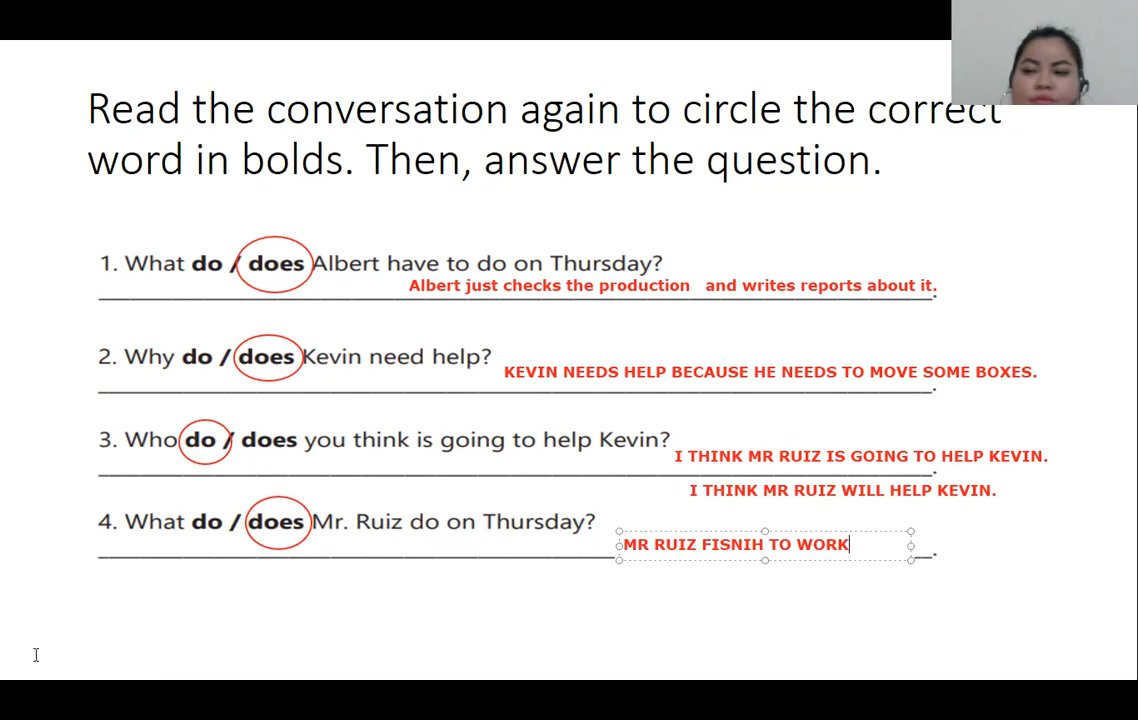 Read the conversation again to circle the correct
word in bolds. Then, answer the question.
1. What do / does Albert have to do on Thursday?
Albert just checks the production and writes reports about it.
2. Why do / does Kevin need help?
KEVIN NEEDS HELP BECAUSE HE NEEDS TO MOVE SOME BOXES.
3. Who do / does you think is going to help Kevin?
I THINK MR RUIZ IS GOING TO HELP KEVIN.
I THINK MR RUIZ WILL HELP KEVIN.
4. What do / does Mr. Ruiz do on Thursday?
MR RUIZ FISNIH TO WORK